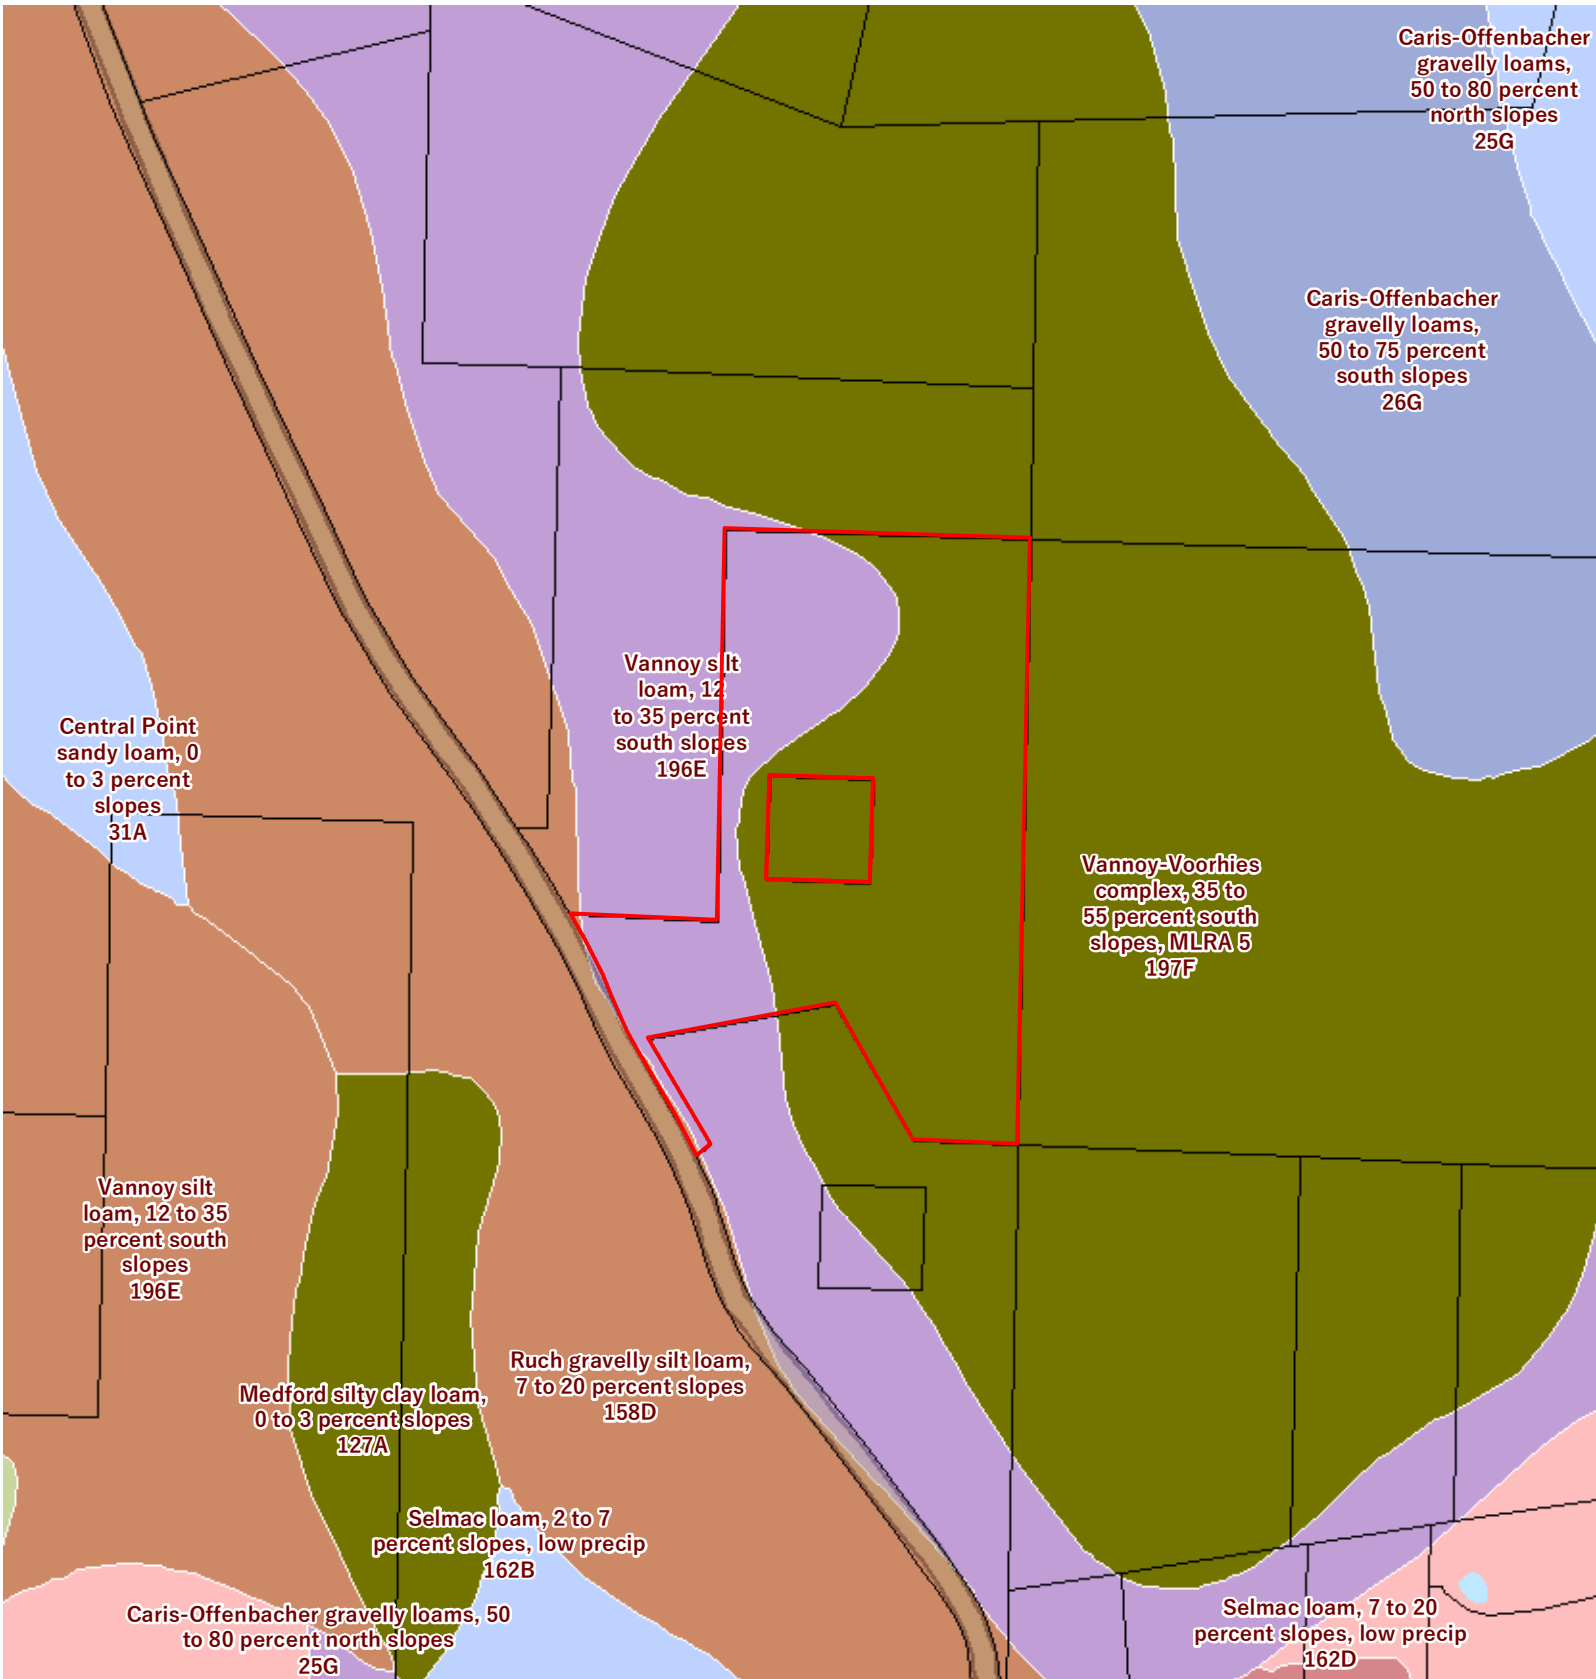 Caris-Offenbacher
gravelly loams,
50 to 80 percent
north slopes
25G
Caris-Offenbacher
gravelly loams,
50 to 75 percent
south slopes
26G
Vannoy silt
loam, 12
to 35 percent
south slopes
196E
Central Point
sandy loam, 0
to 3 percent
slopes
31A
Vannoy-Voorhies
complex, 35 to
55 percent south
slopes, MLRA 5
197F
Vannoy silt
loam, 12 to 35
percent south
slopes
196E
Ruch gravelly silt loam,
7 to 20 percent slopes
158D
Medford silty clay loam,
0 to 3 percent slopes
127A
Selmac loam, 2 to 7
percent slopes, low precip
162B
Caris-Offenbacher gravelly loams, 50
to 80 percent north slopes
25G
Selmac loam, 7 to 20
percent slopes, low precip
162D